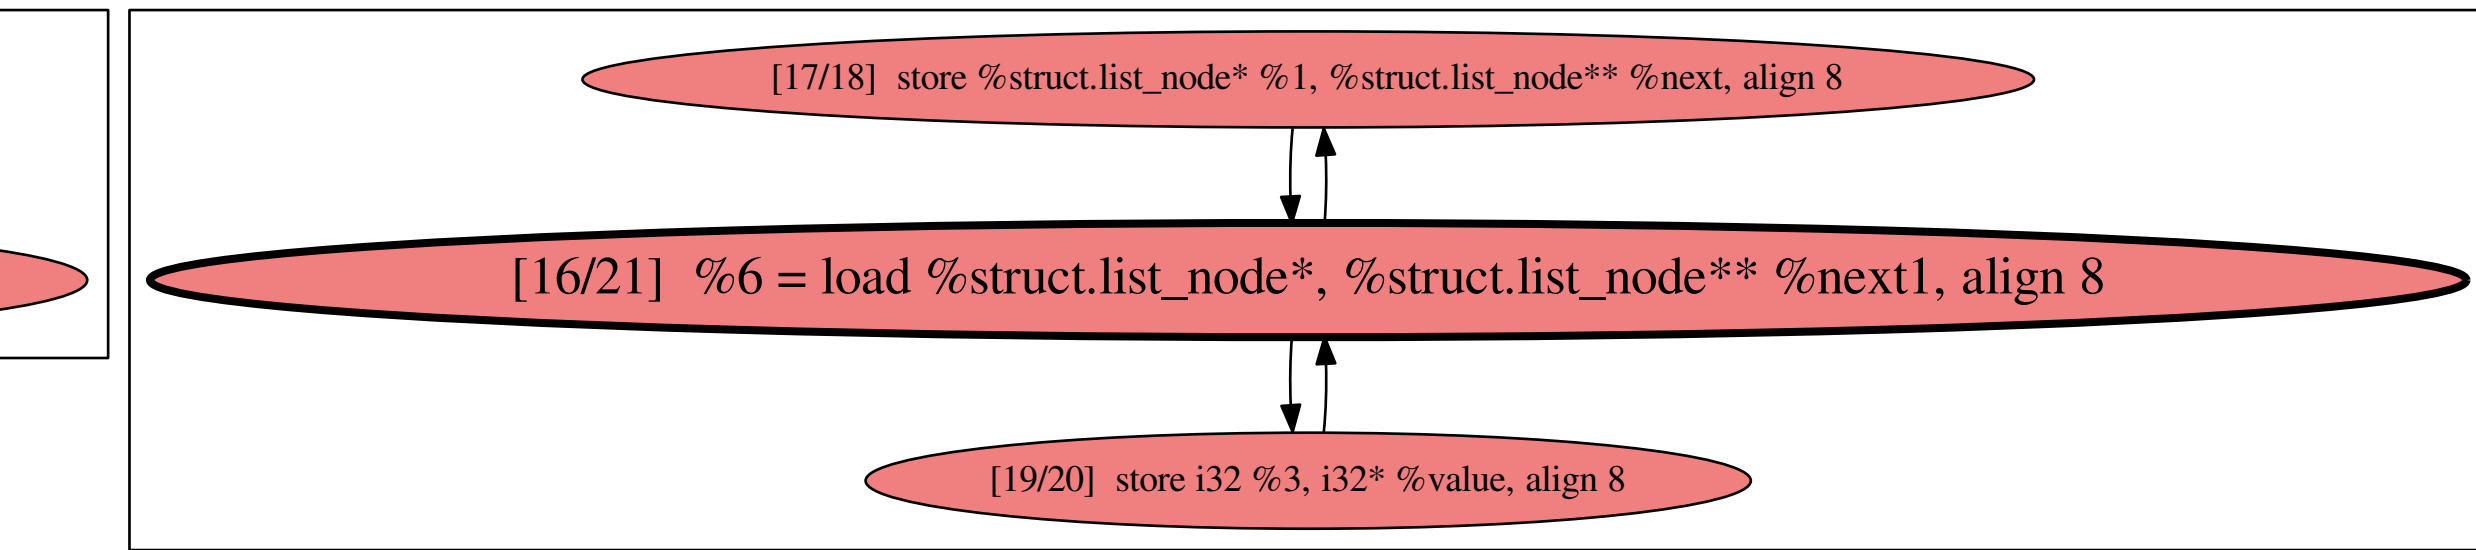 [17/18]  store %struct.list_node* %1, %struct.list_node** %next, align 8
[16/21]  %6 = load %struct.list_node*, %struct.list_node** %next1, align 8
[19/20]  store i32 %3, i32* %value, align 8